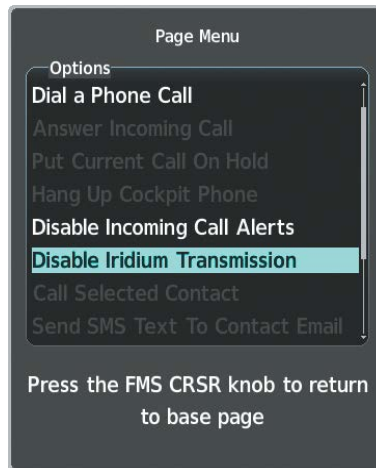 Page Menu
Options
Dial a Phone Call
Answer Incoming Call
Put Current Call On Hold
Hang Up Cockpit Phone
Disable Incoming Call Alerts
Disable Iridium Transmission
Call Selected Contact
Send SMS Text To Contact Email
Press the FMS CRSR knob to return
to base page